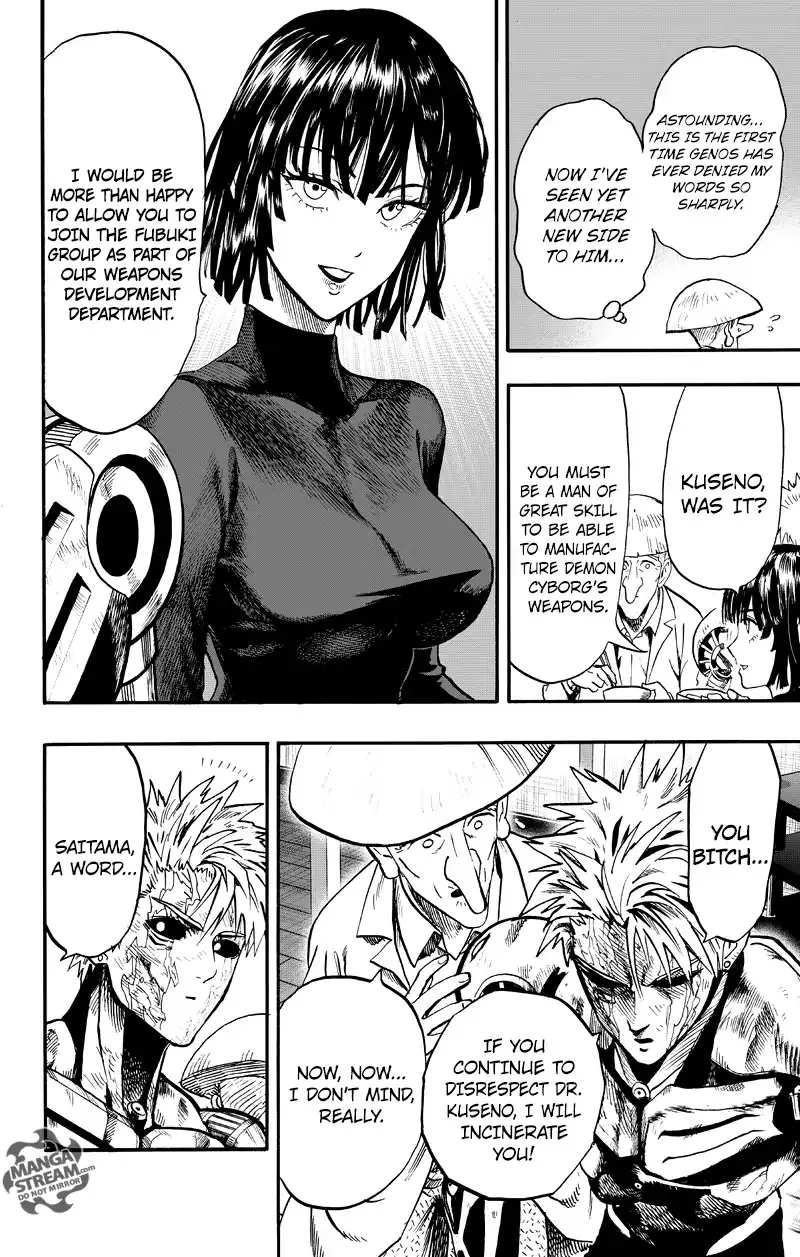 ASTOUNDING...
THIS IS THE FIRST
TIME GENOS HAS
EVER DENIED MY
WORDS SO
SHARPLY.
NOW I'VE
SEEN YET
ANOTHER
NEW SIDE
TO HIM...
?
KUSENO,
WAS IT?
YOU MUST
BE A MAN OF
GREAT SKILL
TO BE ABLE
TO MANUFAC-
TURE DEMON
CYBORG'S
WEAPONS.
I WOULD BE
MORE THAN HAPPY
TO ALLOW YOU TO
JOIN THE FUBUKI
GROUP AS PART OF
OUR WEAPONS
DEVELOPMENT
DEPARTMENT.
YOU
BITCH...
IF YOU
CONTINUE TO
DISRESPECT DR.
KUSENO, I WILL
INCINERATE
YOU!
NOW, NOW...
I DON'T MIND,
REALLY.
SAITAMA,
A WORD...
MANGA
STREAM.com
DO NOT MIRROR